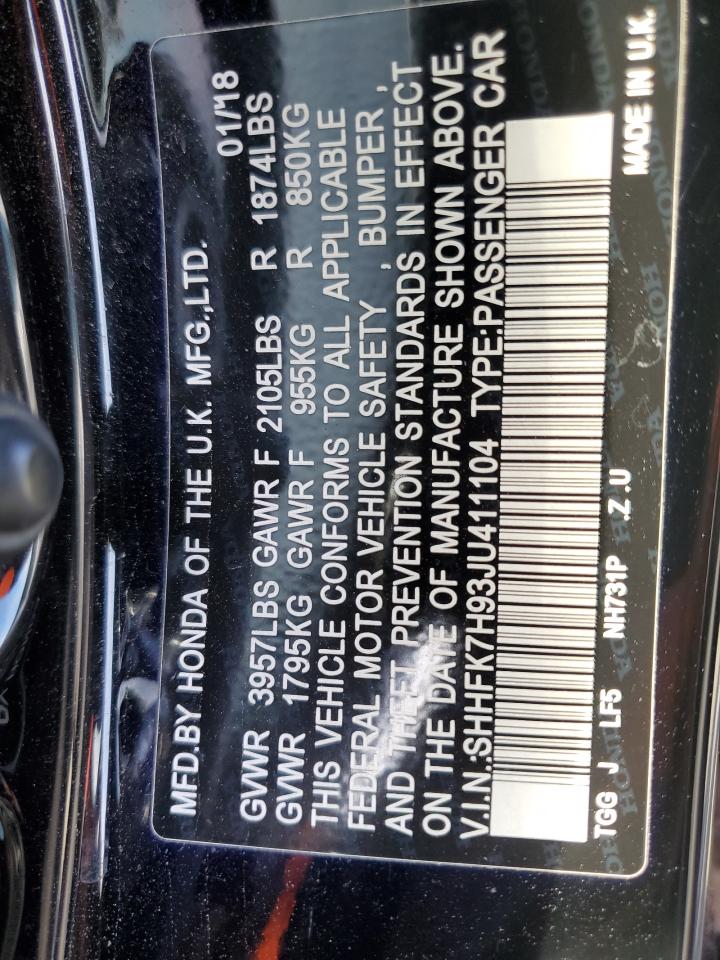 MFD.BY HONDA OF THE U.K. MFG.,LTD. 01/18
GVWR 3957LBS GAWR F 2105LBS R 1874LBS
GVWR 1795KG GAWR F 955KG R 850KG
THIS VEHICLE CONFORMS TO ALL APPLICABLE
FEDERAL MOTOR VEHICLE SAFETY , BUMPER ,
AND THEFT PREVENTION STANDARDS IN EFFECT
ON THE DATE OF MANUFACTURE SHOWN ABOVE.
V.I.N.:SHHFK7H93JU411104 TYPE:PASSENGER CAR
TGG J LF5 NH731P .Z .U MADE IN U.K.